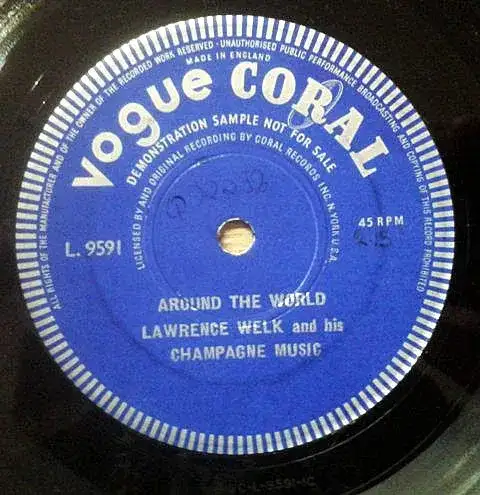 ALL RIGHTS OF THE MANUFACTURER AND OF THE OWNER OF THE RECORDED WORK RESERVED - UNAUTHORISED PUBLIC PERFORMANCE BROADCASTING AND COPYING OF THIS RECORD PROHIBITED
MADE IN ENGLAND
Vogue CORAL
DEMONSTRATION SAMPLE NOT FOR SALE
LICENSED BY AND ORIGINAL RECORDING BY CORAL RECORDS INC. N.YORK U.S.A.
L. 9591
45 RPM
AROUND THE WORLD
LAWRENCE WELK and his
CHAMPAGNE MUSIC